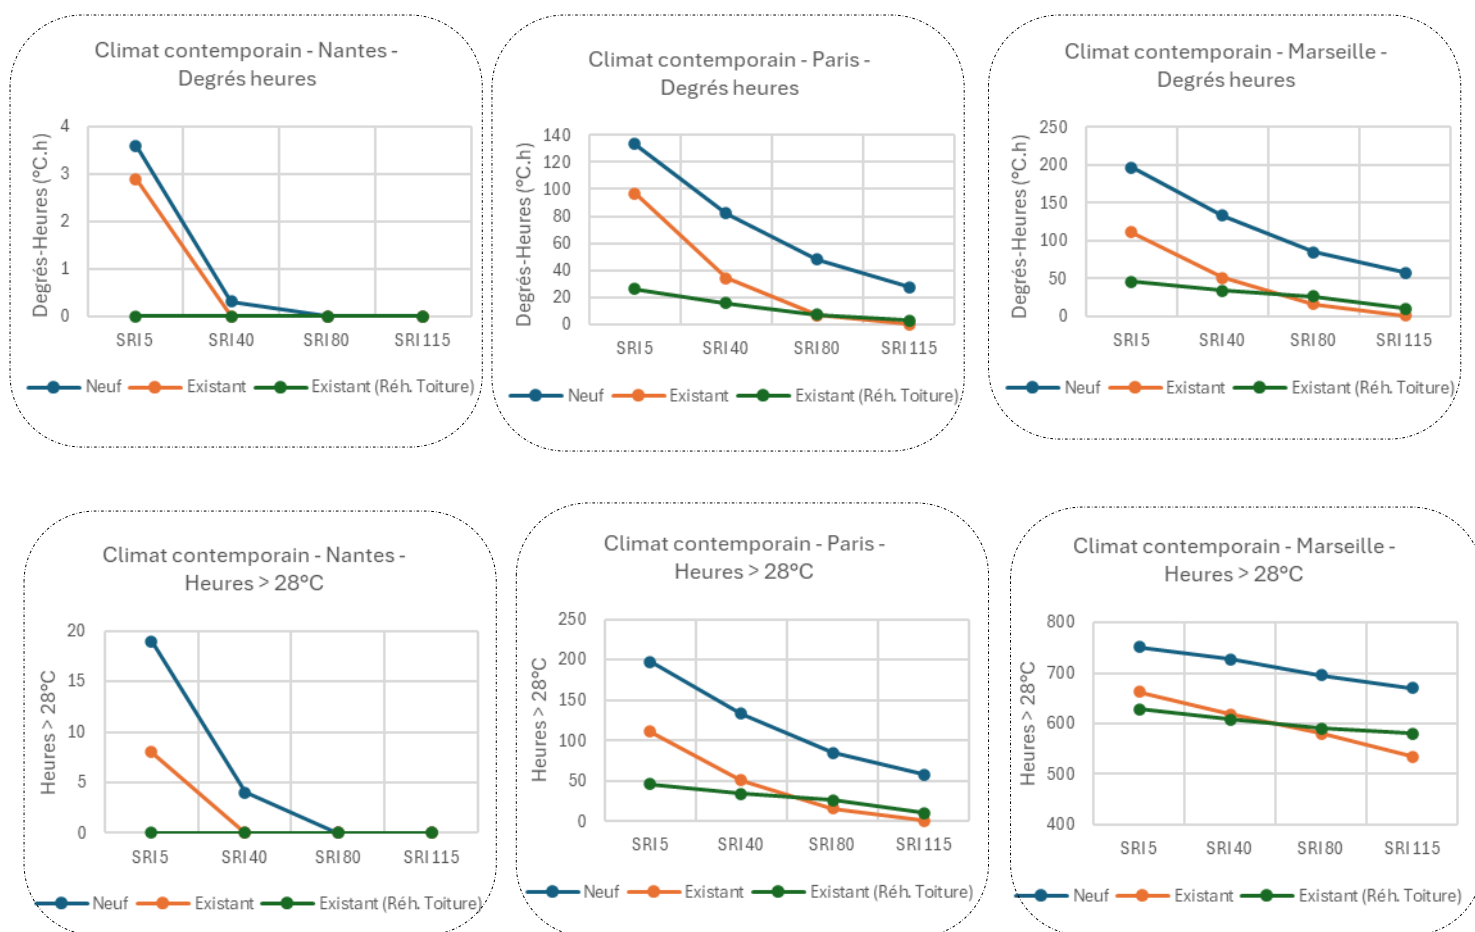 Climat contemporain - Nantes -
Degrés heures
Degrés-Heures (°C.h)
4
3
2
1
0
SRI 5
SRI 40
SRI 80
SRI 115
Neuf
Existant
Existant (Réh. Toiture)
Climat contemporain - Paris -
Degrés heures
Degrés-Heures (°C.h)
140
120
100
80
60
40
20
0
SRI 5
SRI 40
SRI 80
SRI 115
Neuf
Existant
Existant (Réh. Toiture)
Climat contemporain - Marseille -
Degrés heures
Degrés-Heures (°C.h)
250
200
150
100
50
0
SRI 5
SRI 40
SRI 80
SRI 115
Neuf
Existant
Existant (Réh. Toiture)
Climat contemporain - Nantes -
Heures > 28°C
Heures > 28°C
20
15
10
5
0
SRI 5
SRI 40
SRI 80
SRI 115
Neuf
Existant
Existant (Réh. Toiture)
Climat contemporain - Paris -
Heures > 28°C
Heures > 28°C
250
200
150
100
50
0
SRI 5
SRI 40
SRI 80
SRI 115
Neuf
Existant
Existant (Réh. Toiture)
Climat contemporain - Marseille -
Heures > 28°C
Heures > 28°C
800
700
600
500
400
SRI 5
SRI 40
SRI 80
SRI 115
Neuf
Existant
Existant (Réh. Toiture)